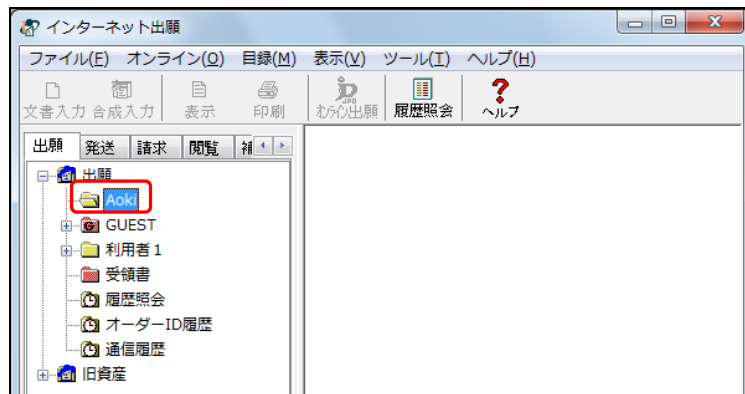 インターネット出願
ファイル(F) オンライン(O) 目録(M) 表示(V) ツール(T) ヘルプ(H)
文書入力 合成入力 表示 印刷 オンライン出願 履歴照会 ヘルプ
出願 発送 請求 閲覧 補
出願
Aoki
GUEST
利用者1
受領書
履歴照会
オーダーID履歴
通信履歴
旧資産